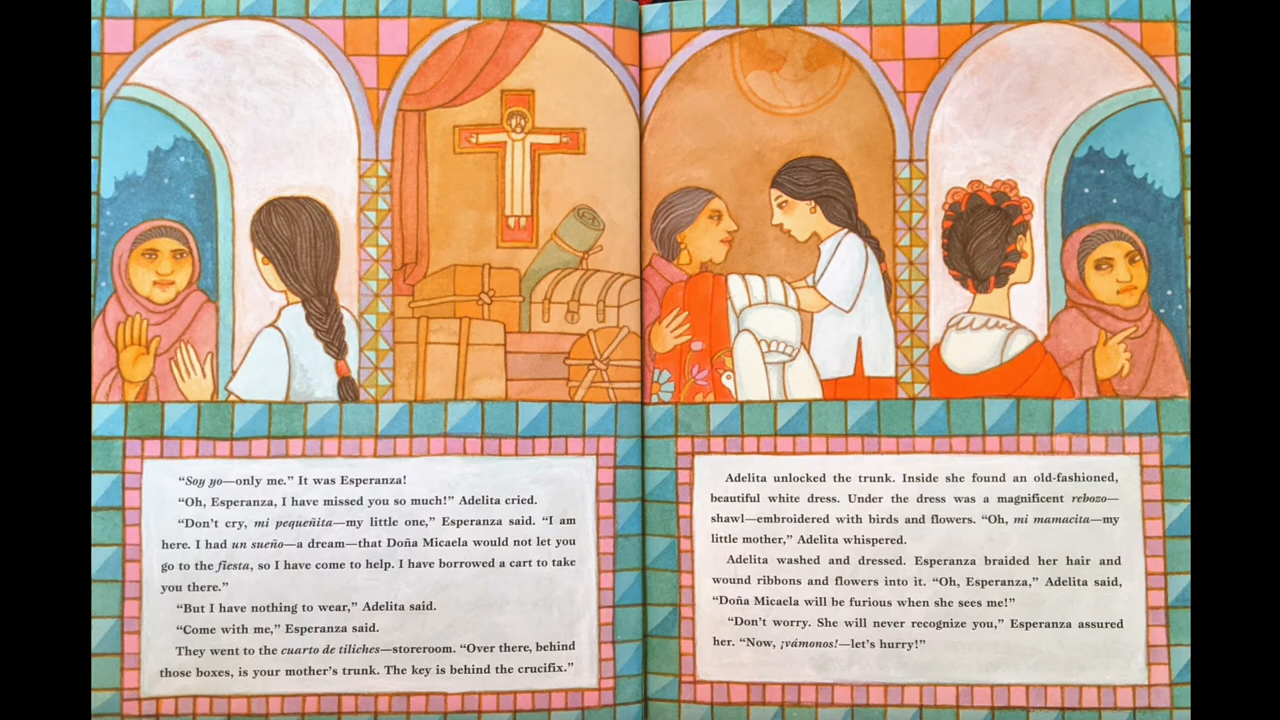 “Soy yo—only me.” It was Esperanza!
“Oh, Esperanza, I have missed you so much!” Adelita cried.
“Don’t cry, mi pequeñita—my little one,” Esperanza said. “I am
here. I had un sueño—a dream—that Doña Micaela would not let you
go to the fiesta, so I have come to help. I have borrowed a cart to take
you there.”
“But I have nothing to wear,” Adelita said.
“Come with me,” Esperanza said.
They went to the cuarto de tiliches—storeroom. “Over there, behind
those boxes, is your mother’s trunk. The key is behind the crucifix.”
Adelita unlocked the trunk. Inside she found an old-fashioned,
beautiful white dress. Under the dress was a magnificent rebozo—
shawl—embroidered with birds and flowers. “Oh, mi mamacita—my
little mother,” Adelita whispered.
Adelita washed and dressed. Esperanza braided her hair and
wound ribbons and flowers into it. “Oh, Esperanza,” Adelita said,
“Doña Micaela will be furious when she sees me!”
“Don’t worry. She will never recognize you,” Esperanza assured
her. “Now, ¡vámonos!—let’s hurry!”